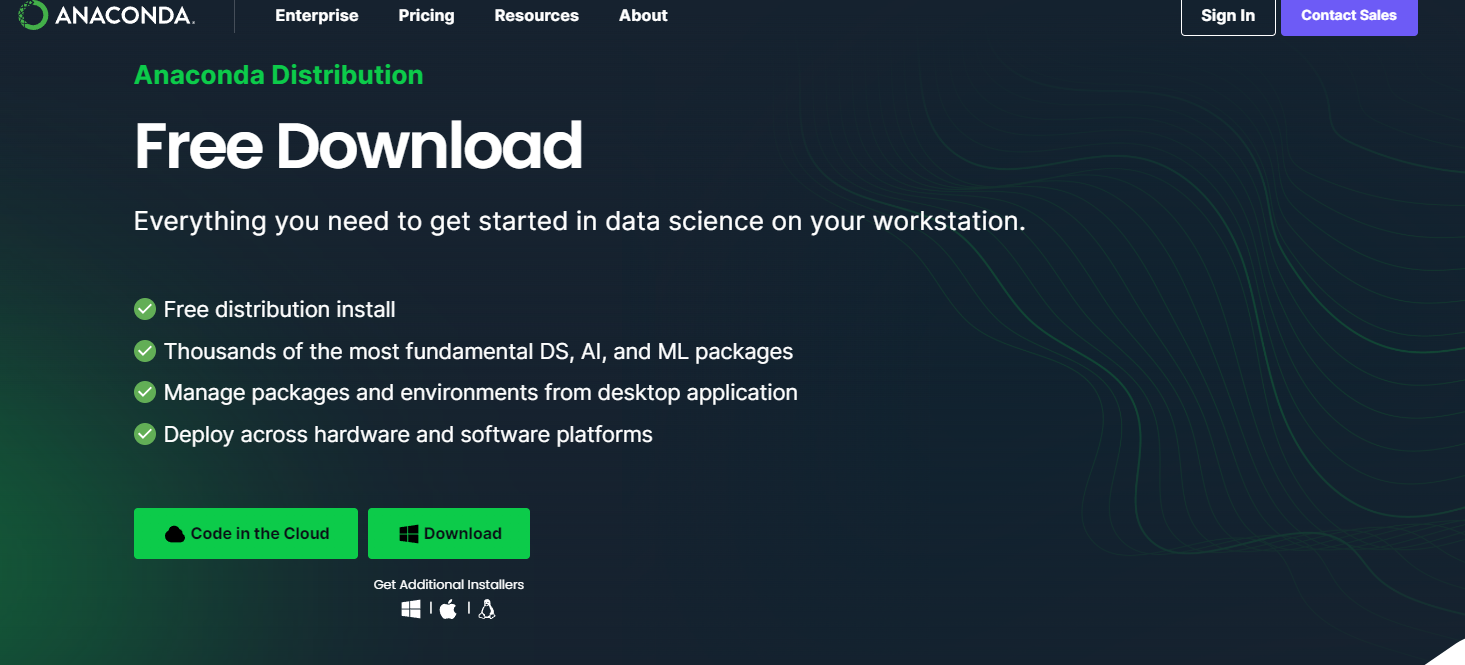 ANACONDA.
Enterprise
Pricing
Resources
About
Sign In
Contact Sales
Anaconda Distribution
Free Download
Everything you need to get started in data science on your workstation.
Free distribution install
Thousands of the most fundamental DS, AI, and ML packages
Manage packages and environments from desktop application
Deploy across hardware and software platforms
Code in the Cloud
Download
Get Additional Installers
| |